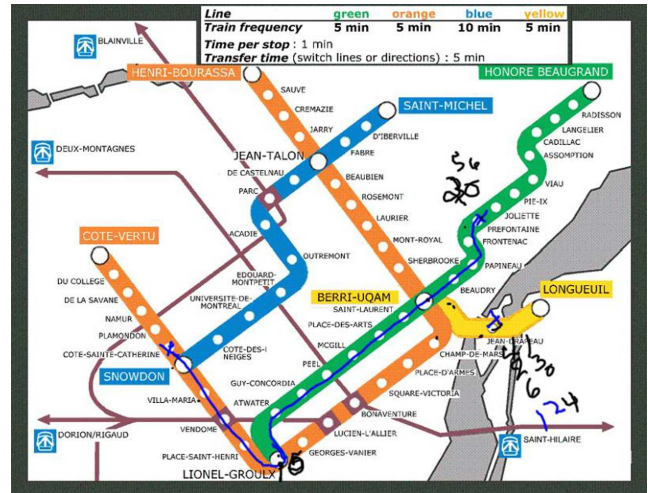 Line green orange blue yellow
Train frequency 5 min 5 min 10 min 5 min
Time per stop : 1 min
Transfer time (switch lines or directions) : 5 min
BLAINVILLE
HENRI-BOURASSA
HONORE BEAUGRAND
SAUVE
RADISSON
SAINT-MICHEL
CREMAZIE
LANGELIER
JARRY
D'IBERVILLE
CADILLAC
DEUX-MONTAGNES
JEAN-TALON
FABRE
ASSOMPTION
DE CASTELNAU
BEAUBIEN
VIAU
PARC
ROSEMONT
PIE-IX
LAURIER
JOLIETTE
ACADIE
PREFONTAINE
COTE-VERTU
MONT-ROYAL
FRONTENAC
OUTREMONT
SHERBROOKE
PAPINEAU
DU COLLEGE
EDOUARD-
MONTPETIT
BEAUDRY
LONGUEUIL
DE LA SAVANE
UNIVERSITE-DE-
MONTREAL
BERRI-UQAM
SAINT-LAURENT
NAMUR
PLACE-DES-ARTS
JEAN-DRAPEAU
PLAMONDON
MCGILL
CHAMP-DE-MARS
COTE-SAINTE-CATHERINE
COTE-DES-
NEIGES
PEEL
PLACE-D'ARMES
SNOWDON
GUY-CONCORDIA
SQUARE-VICTORIA
VILLA-MARIA
ATWATER
BONAVENTURE
VENDOME
LUCIEN-L'ALLIER
DORION/RIGAUD
SAINT-HILAIRE
PLACE-SAINT-HENRI
GEORGES-VANIER
LIONEL-GROULX